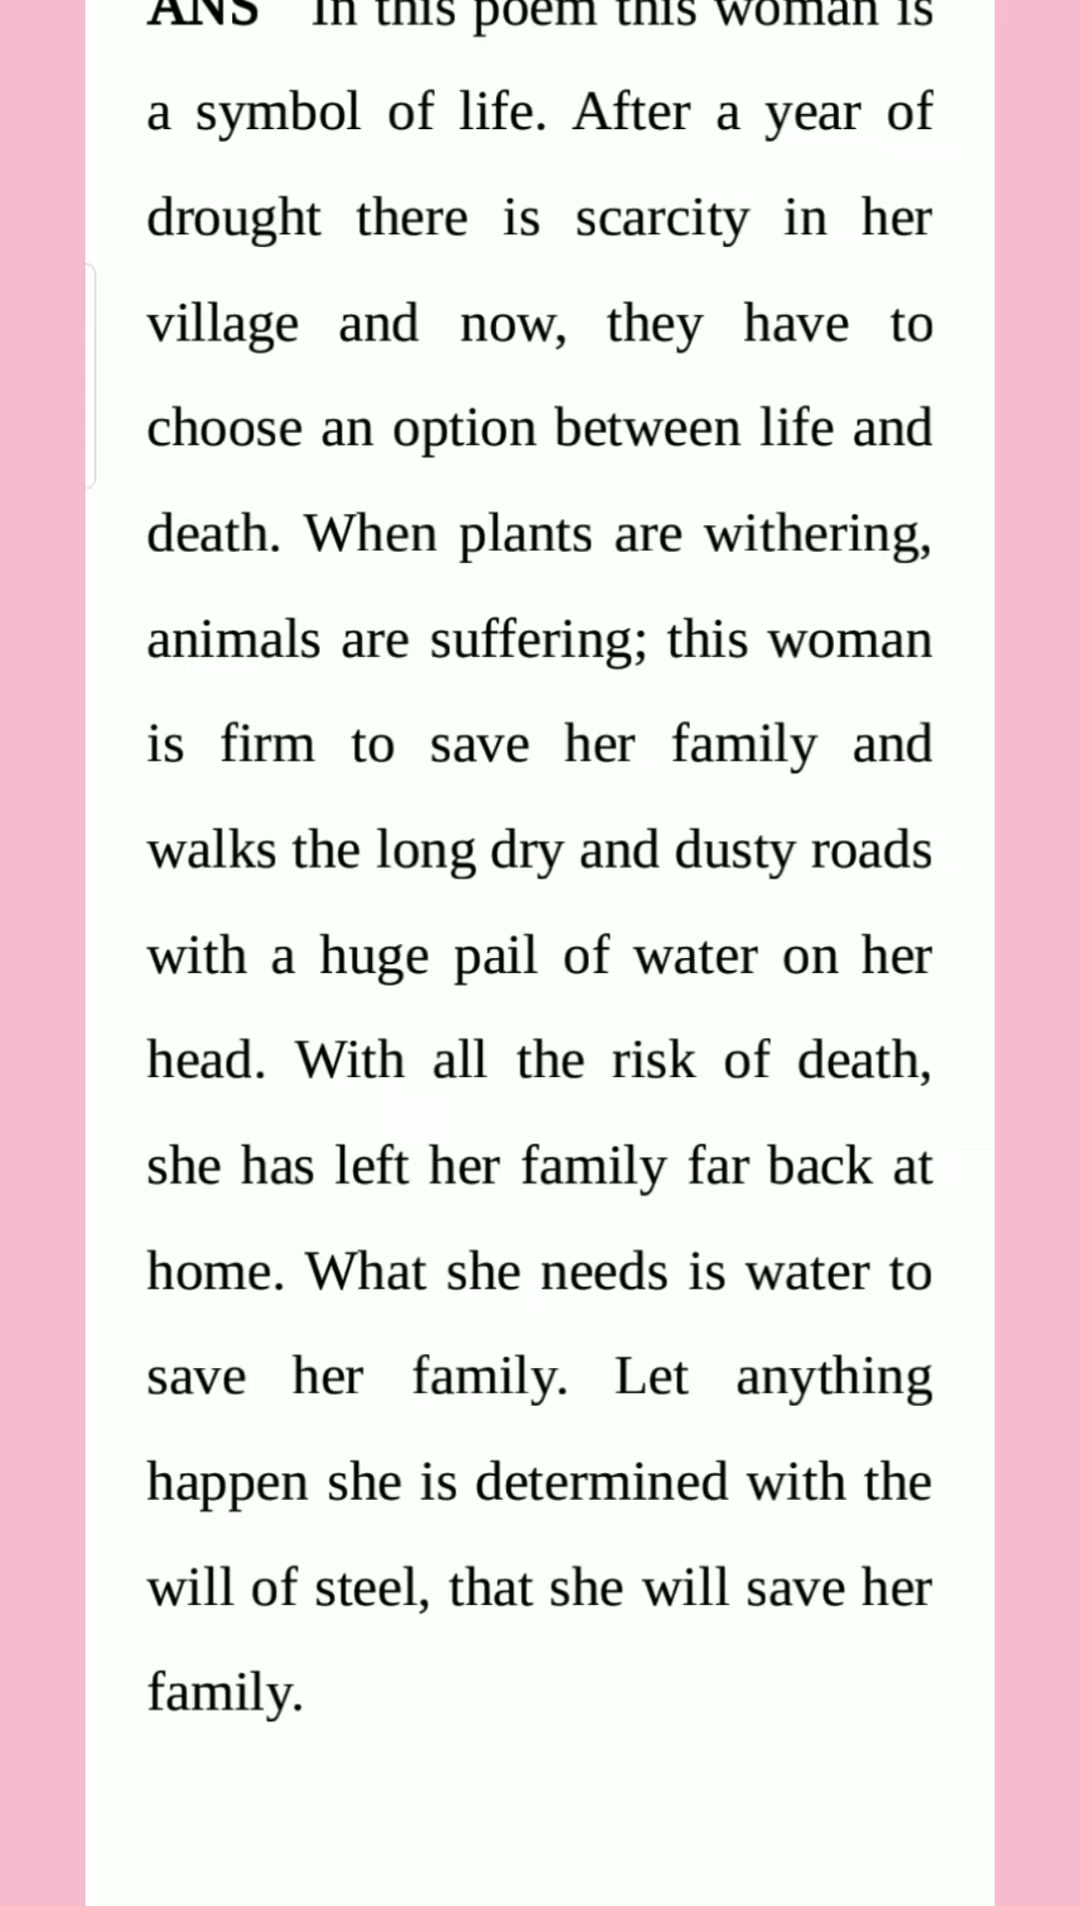 ANS In this poem this woman is
a symbol of life. After a year of
drought there is scarcity in her
village and now, they have to
choose an option between life and
death. When plants are withering,
animals are suffering; this woman
is firm to save her family and
walks the long dry and dusty roads
with a huge pail of water on her
head. With all the risk of death,
she has left her family far back at
home. What she needs is water to
save her family. Let anything
happen she is determined with the
will of steel, that she will save her
family.